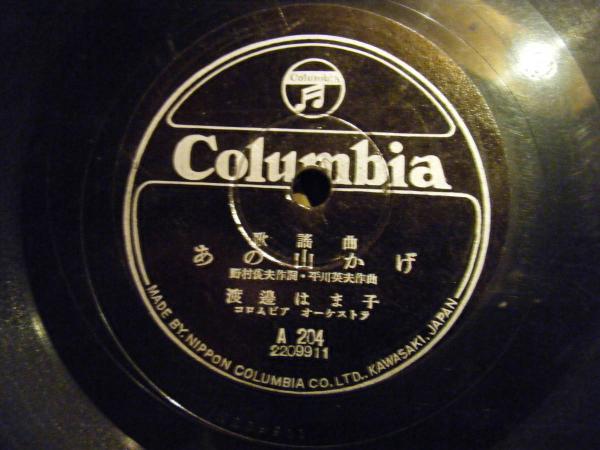 Columbia
Columbia
歌謡曲
あの山かげ
野村俊夫作詞・平川英夫作曲
渡邊はま子
コロムビア オーケストラ
A 204
2209911
MADE BY NIPPON COLUMBIA CO. LTD., KAWASAKI, JAPAN